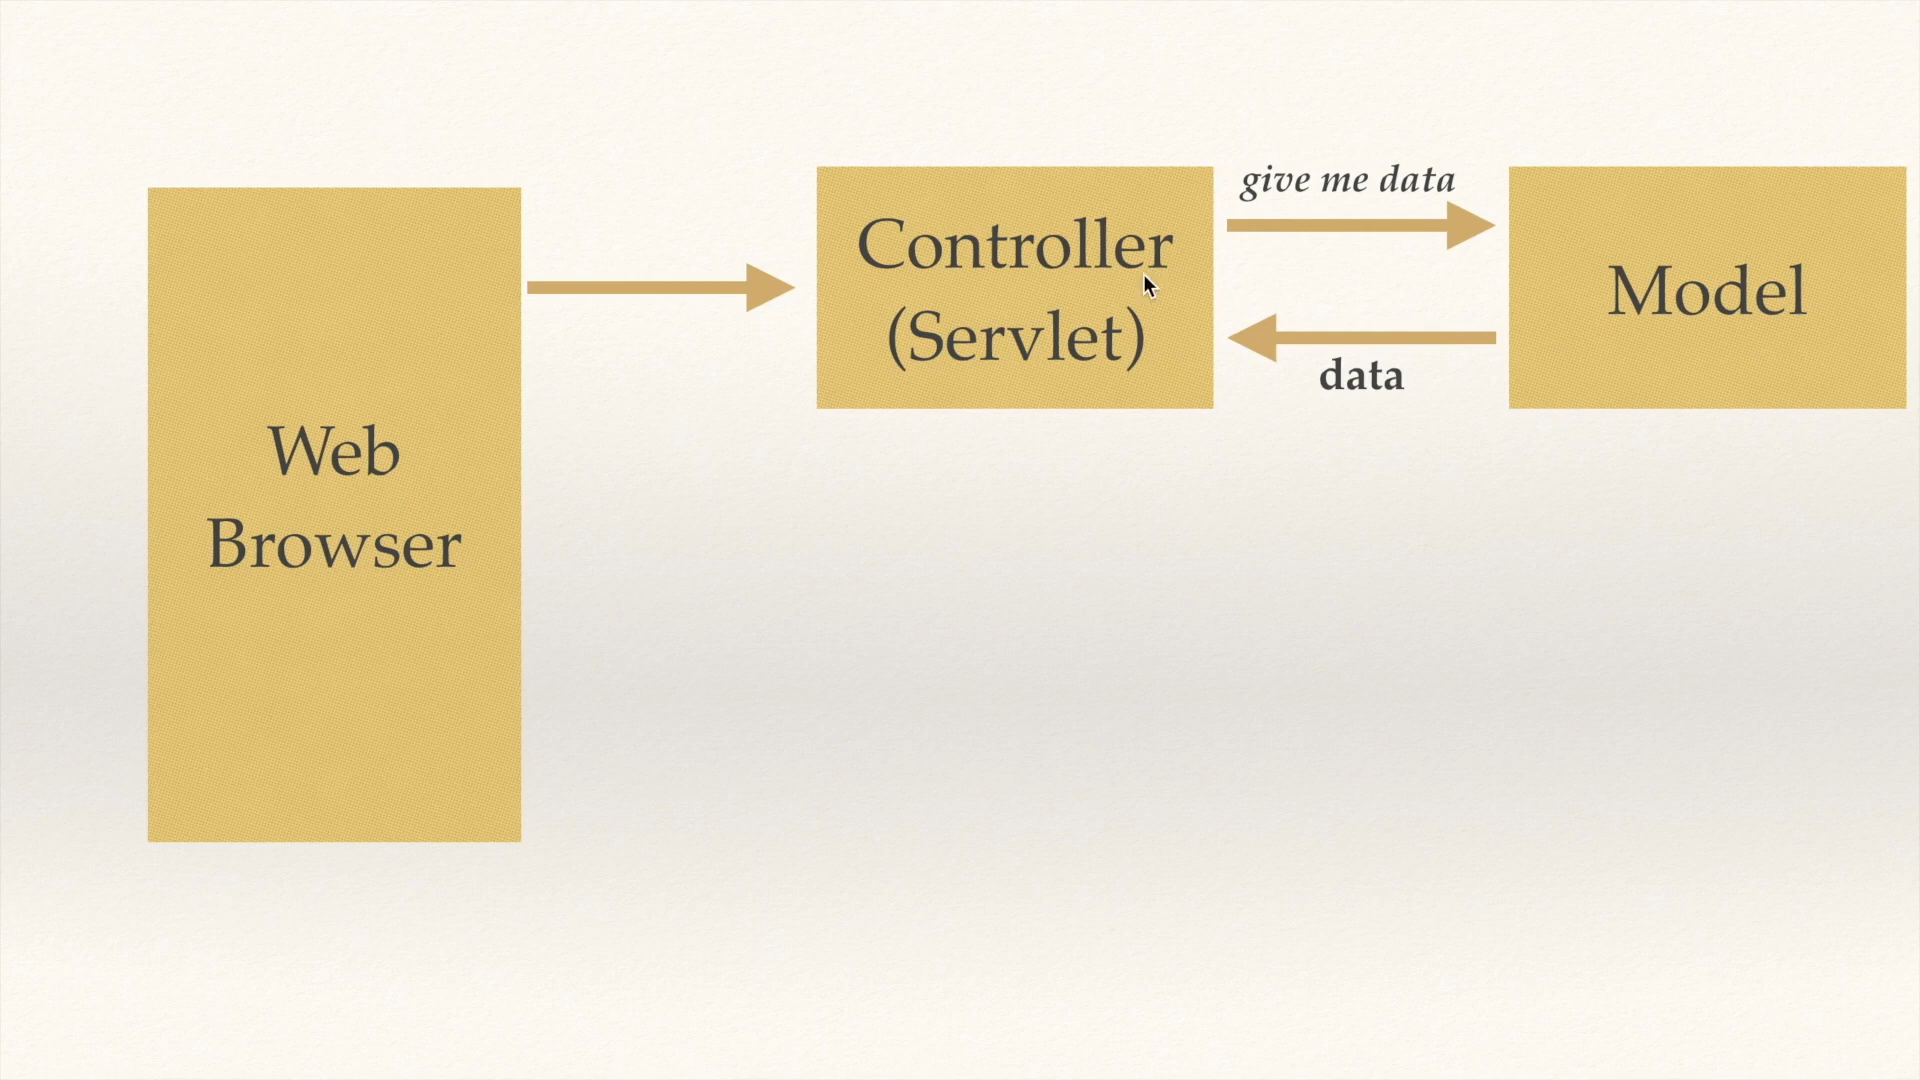 Web
Browser
Controller
(Servlet)
give me data
data
Model